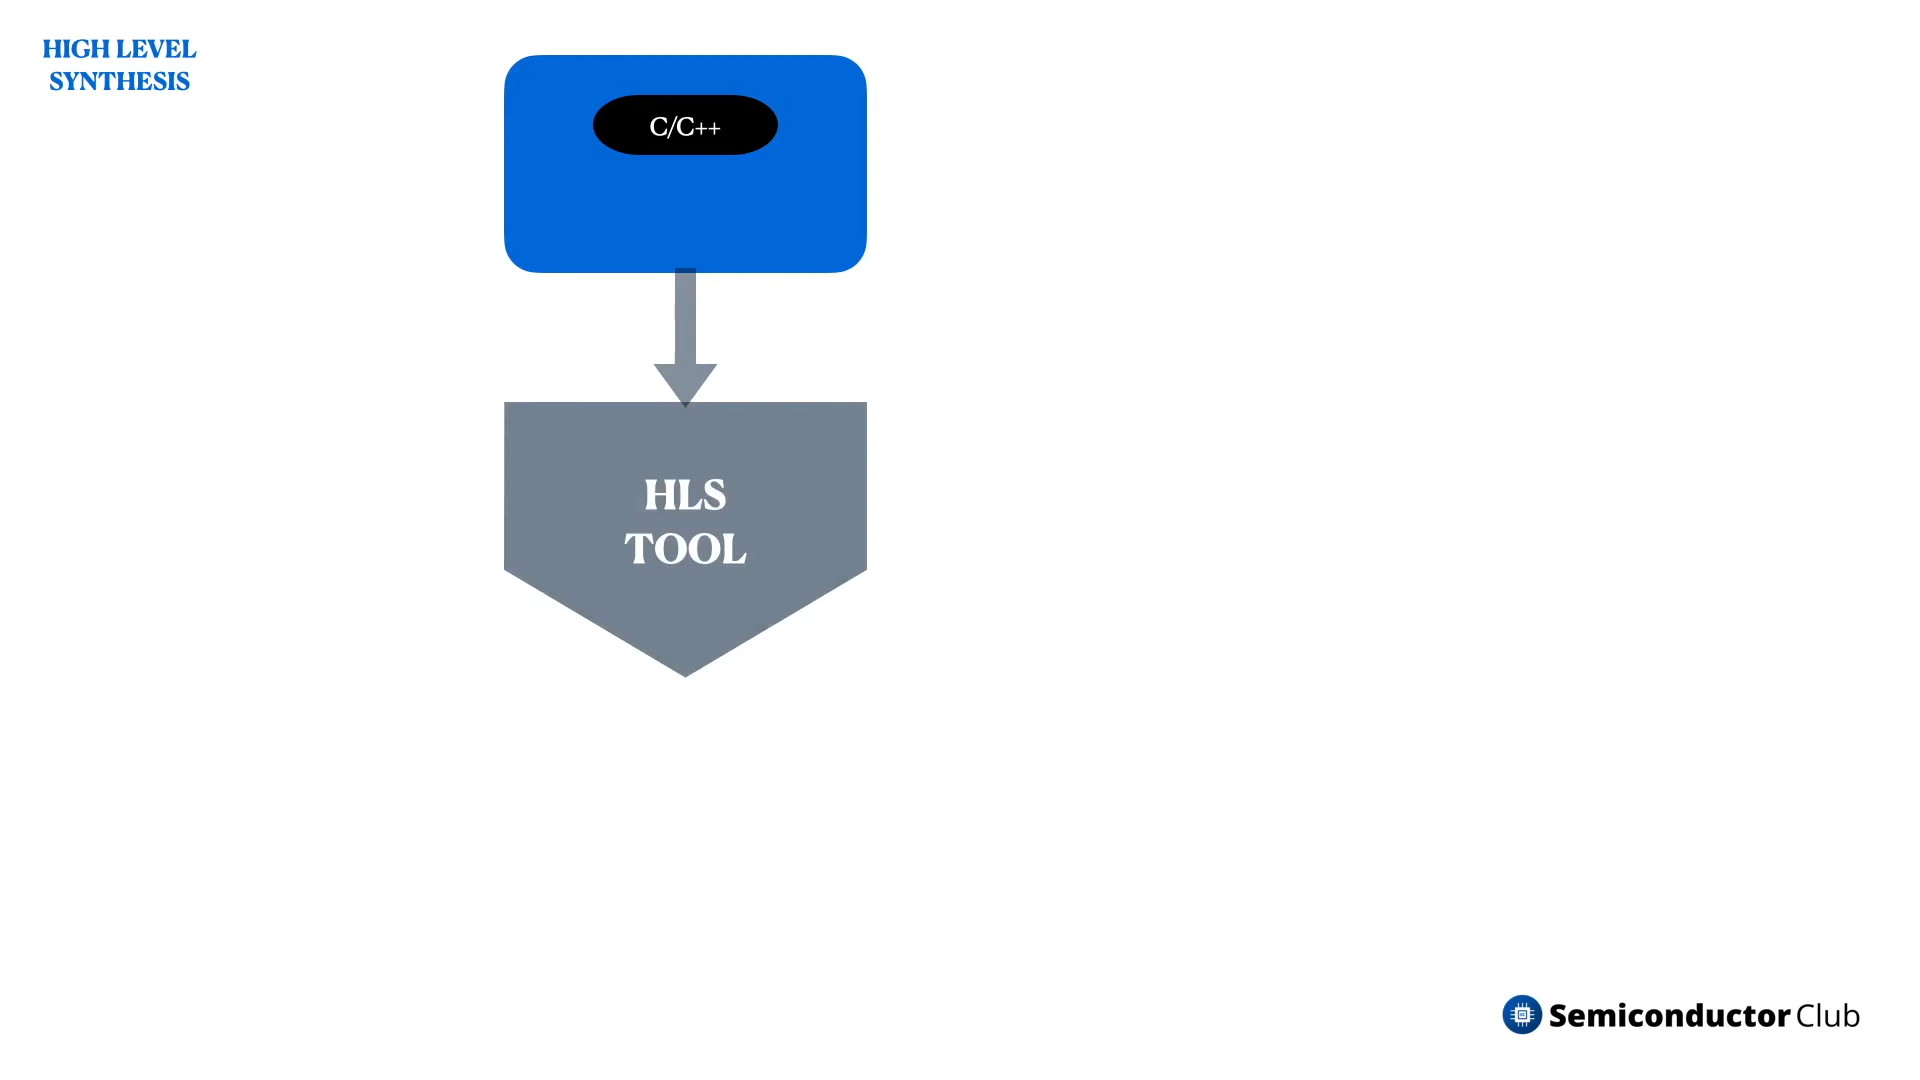 HIGH LEVEL
SYNTHESIS
C/C++
HLS
TOOL
Semiconductor Club